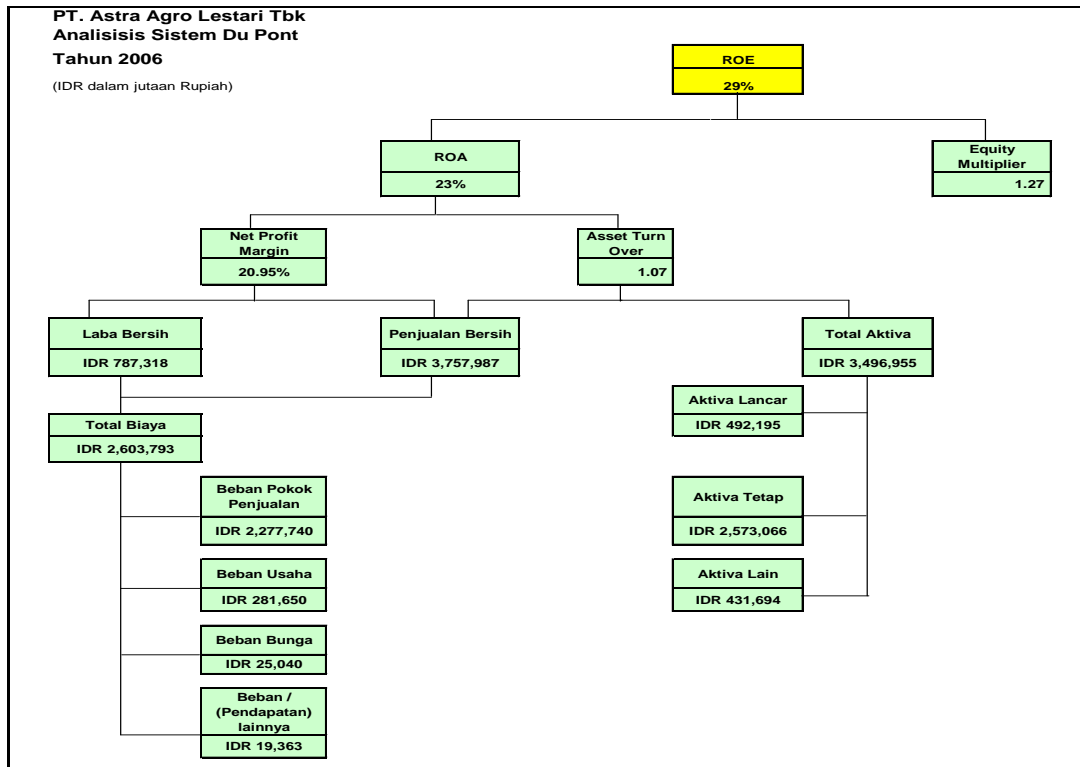 PT. Astra Agro Lestari Tbk
Analisisis Sistem Du Pont
Tahun 2006
(IDR dalam jutaan Rupiah)
ROE
29%
ROA
23%
Equity
Multiplier
1.27
Net Profit
Margin
20.95%
Asset Turn
Over
1.07
Laba Bersih
IDR 787,318
Penjualan Bersih
IDR 3,757,987
Total Aktiva
IDR 3,496,955
Aktiva Lancar
IDR 492,195
Total Biaya
IDR 2,603,793
Beban Pokok
Penjualan
IDR 2,277,740
Aktiva Tetap
IDR 2,573,066
Beban Usaha
IDR 281,650
Aktiva Lain
IDR 431,694
Beban Bunga
IDR 25,040
Beban /
(Pendapatan)
lainnya
IDR 19,363